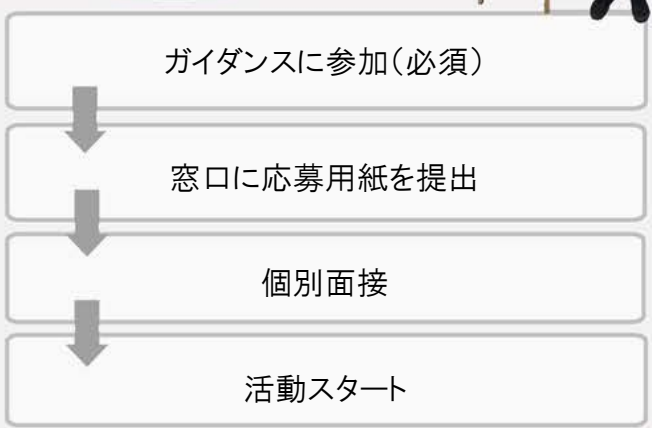 ガイダンスに参加（必須）
窓口に応募用紙を提出
個別面接
活動スタート